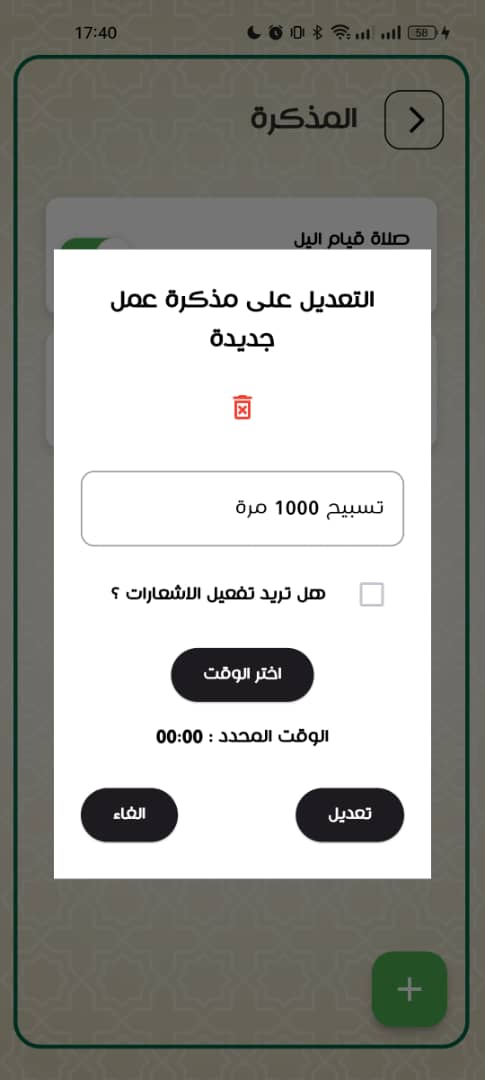 17:40
58
المذكرة
صلاة قيام اليل
التعديل على مذكرة عمل
جديدة
تسبيح 1000 مرة
هل تريد تفعيل الاشعارات ؟
اختر الوقت
الوقت المحدد : 00:00
تعديل
الغاء